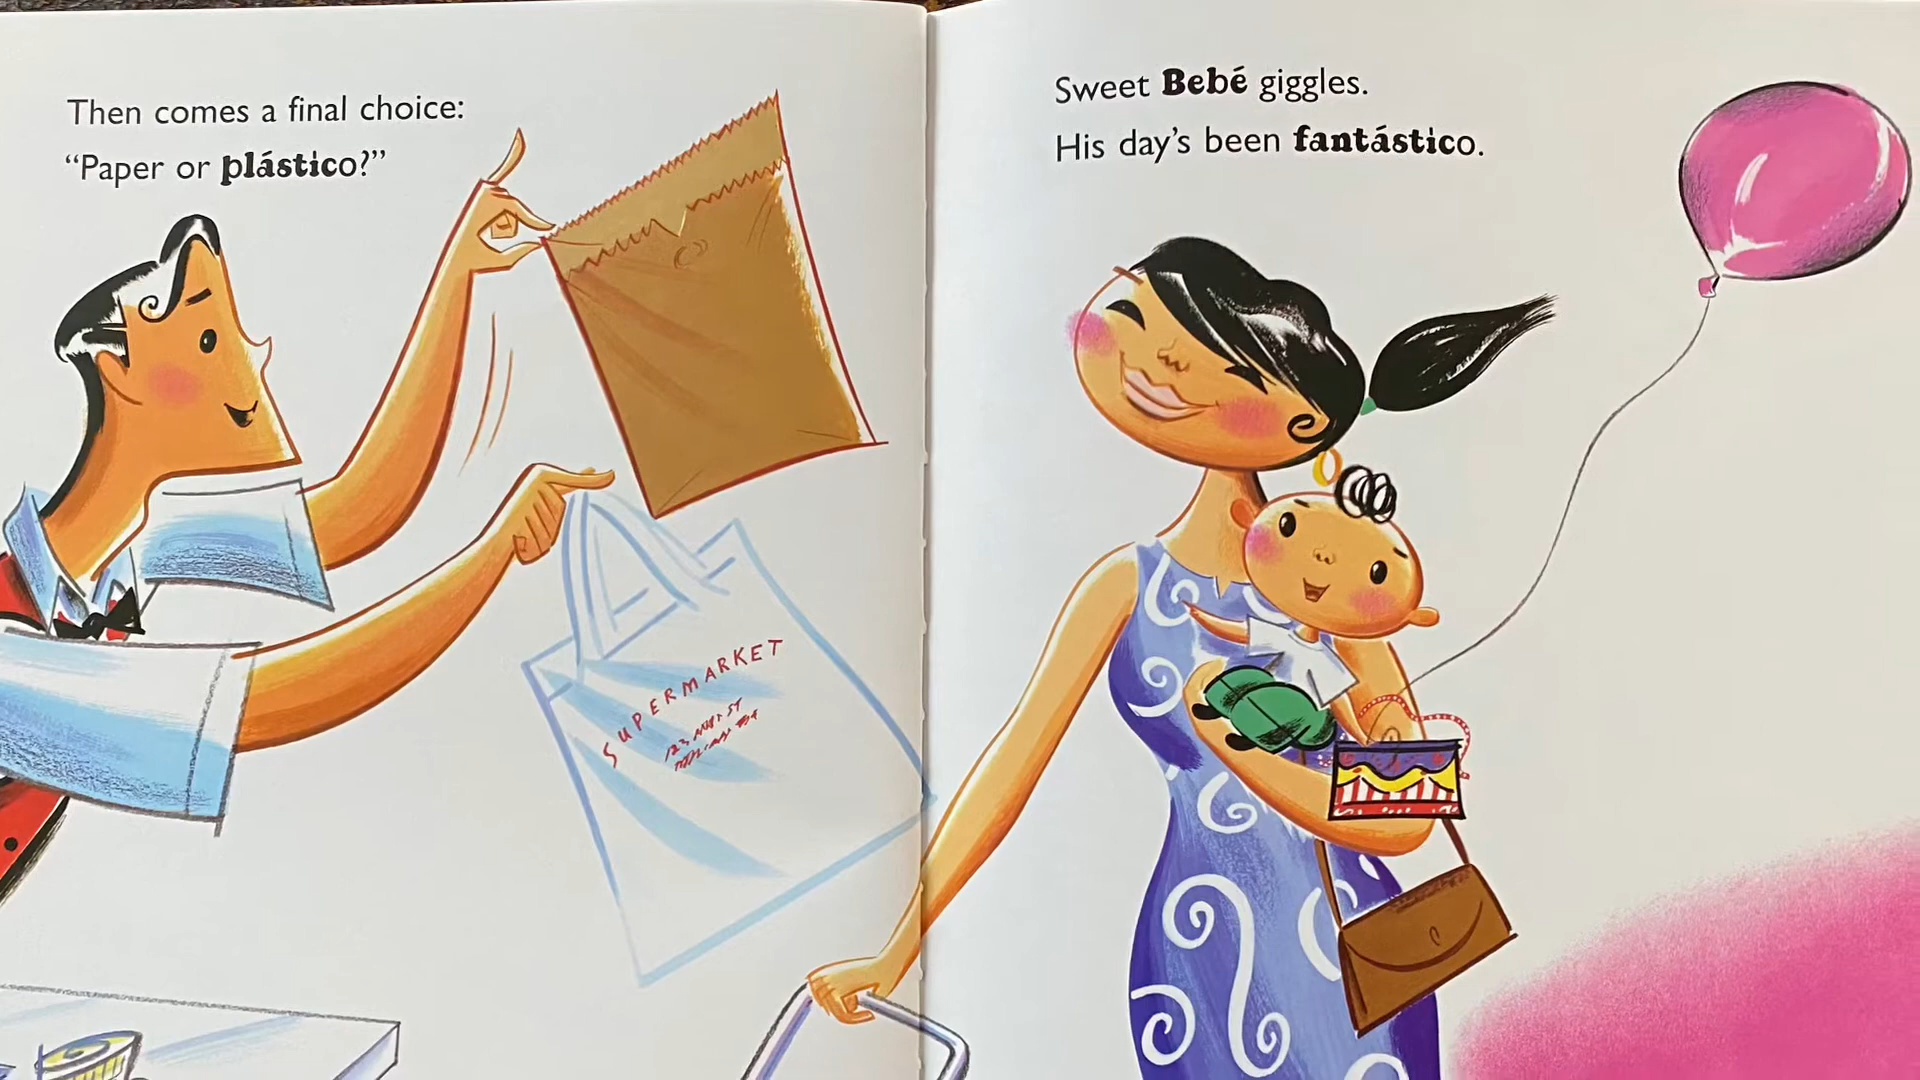 Then comes a final choice:
“Paper or plástico?”
Sweet Bebé giggles.
His day’s been fantástico.
SUPERMARKET